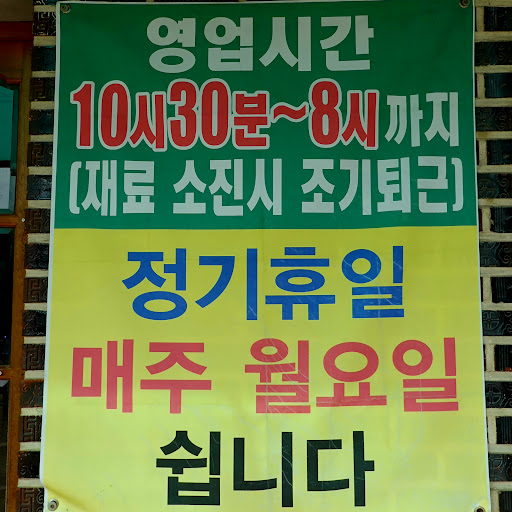 영업시간
10시30분~8시까지
(재료 소진시 조기퇴근)
정기휴일
매주 월요일
쉽니다